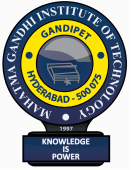 MAHATMA GANDHI INSTITUTE OF TECHNOLOGY
GANDIPET
HYDERABAD - 500 075
1997
KNOWLEDGE
IS
POWER